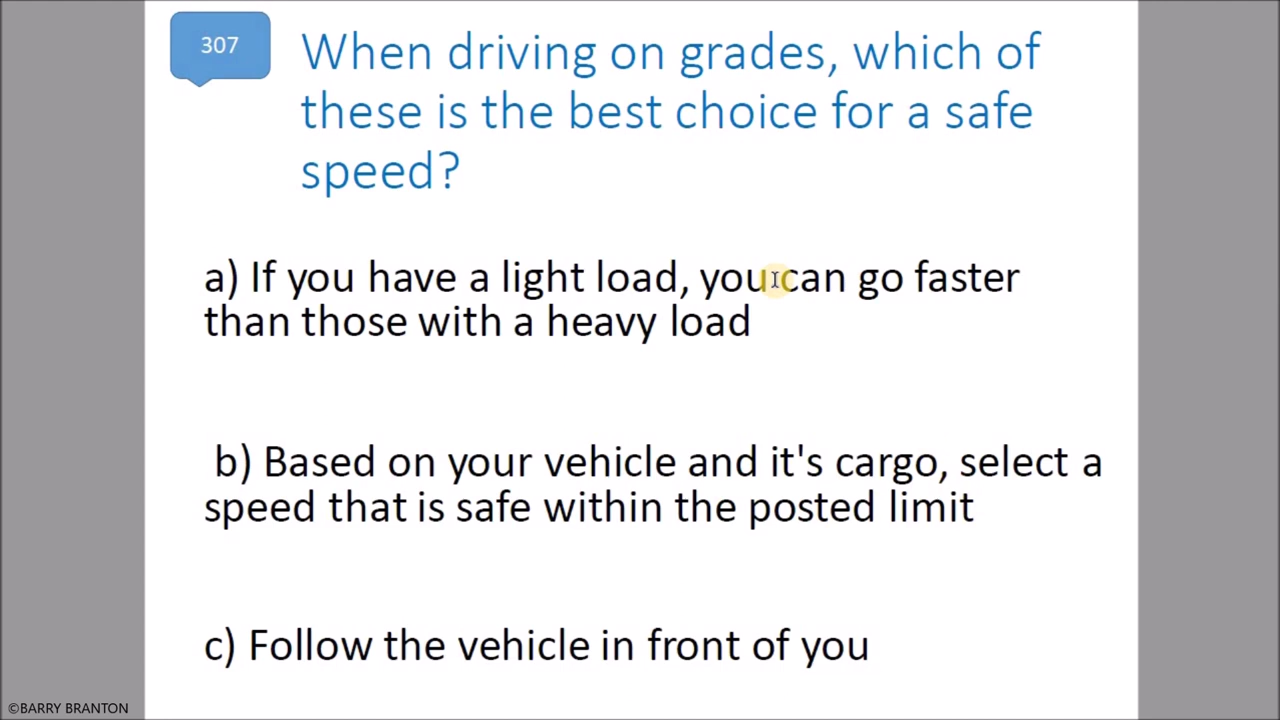 307
When driving on grades, which of
these is the best choice for a safe
speed?
a) If you have a light load, you can go faster
than those with a heavy load
b) Based on your vehicle and it's cargo, select a
speed that is safe within the posted limit
c) Follow the vehicle in front of you
©BARRY BRANTON